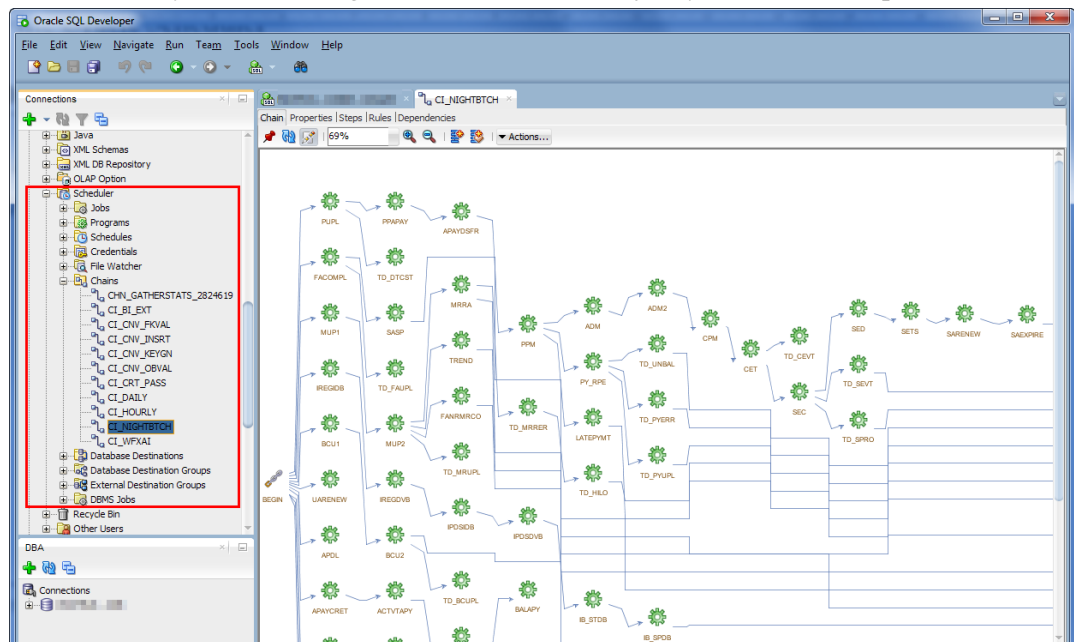 Oracle SQL Developer
File Edit View Navigate Run Team Tools Window Help
Connections
Java
XML Schemas
XML DB Repository
OLAP Option
Scheduler
Jobs
Programs
Schedules
Credentials
File Watcher
Chains
CHN_GATHERSTATS_2824619
CI_BI_EXT
CI_CNV_FKVAL
CI_CNV_INSRT
CI_CNV_KEYGN
CI_CNV_OBVAL
CI_CRT_PASS
CI_DAILY
CI_HOURLY
CI_NIGHTBTCH
CI_WFXAI
Database Destinations
Database Destination Groups
External Destination Groups
DBMS Jobs
Recycle Bin
Other Users
DBA
Connections
CI_NIGHTBTCH
Chain Properties Steps Rules Dependencies
69% Actions...
PUPL PPAPAY APAYDSFR
FACOMPL TD_DTCST
MRRA ADM ADM2 SED SETS SARENEW SAEXPIRE
MUP1 SASP PPM CPM
TREND TD_UNBAL CET TD_CEVT
IREGIDB TD_FAUPL PY_RPE TD_SEVT
FANRMRCO TD_MRRER LATEPYMT TD_PYERR SEC TD_SPRO
BCU1 MUP2
TD_MRUPL TD_HILO TD_PYUPL
BEGIN UARENEW IREGDVB
IPDSIDB IPDSDVB
APDL BCU2
TD_BCUPL BALAPY
APAYCRET ACTVTAPY IB_STDB
IB_SPDB